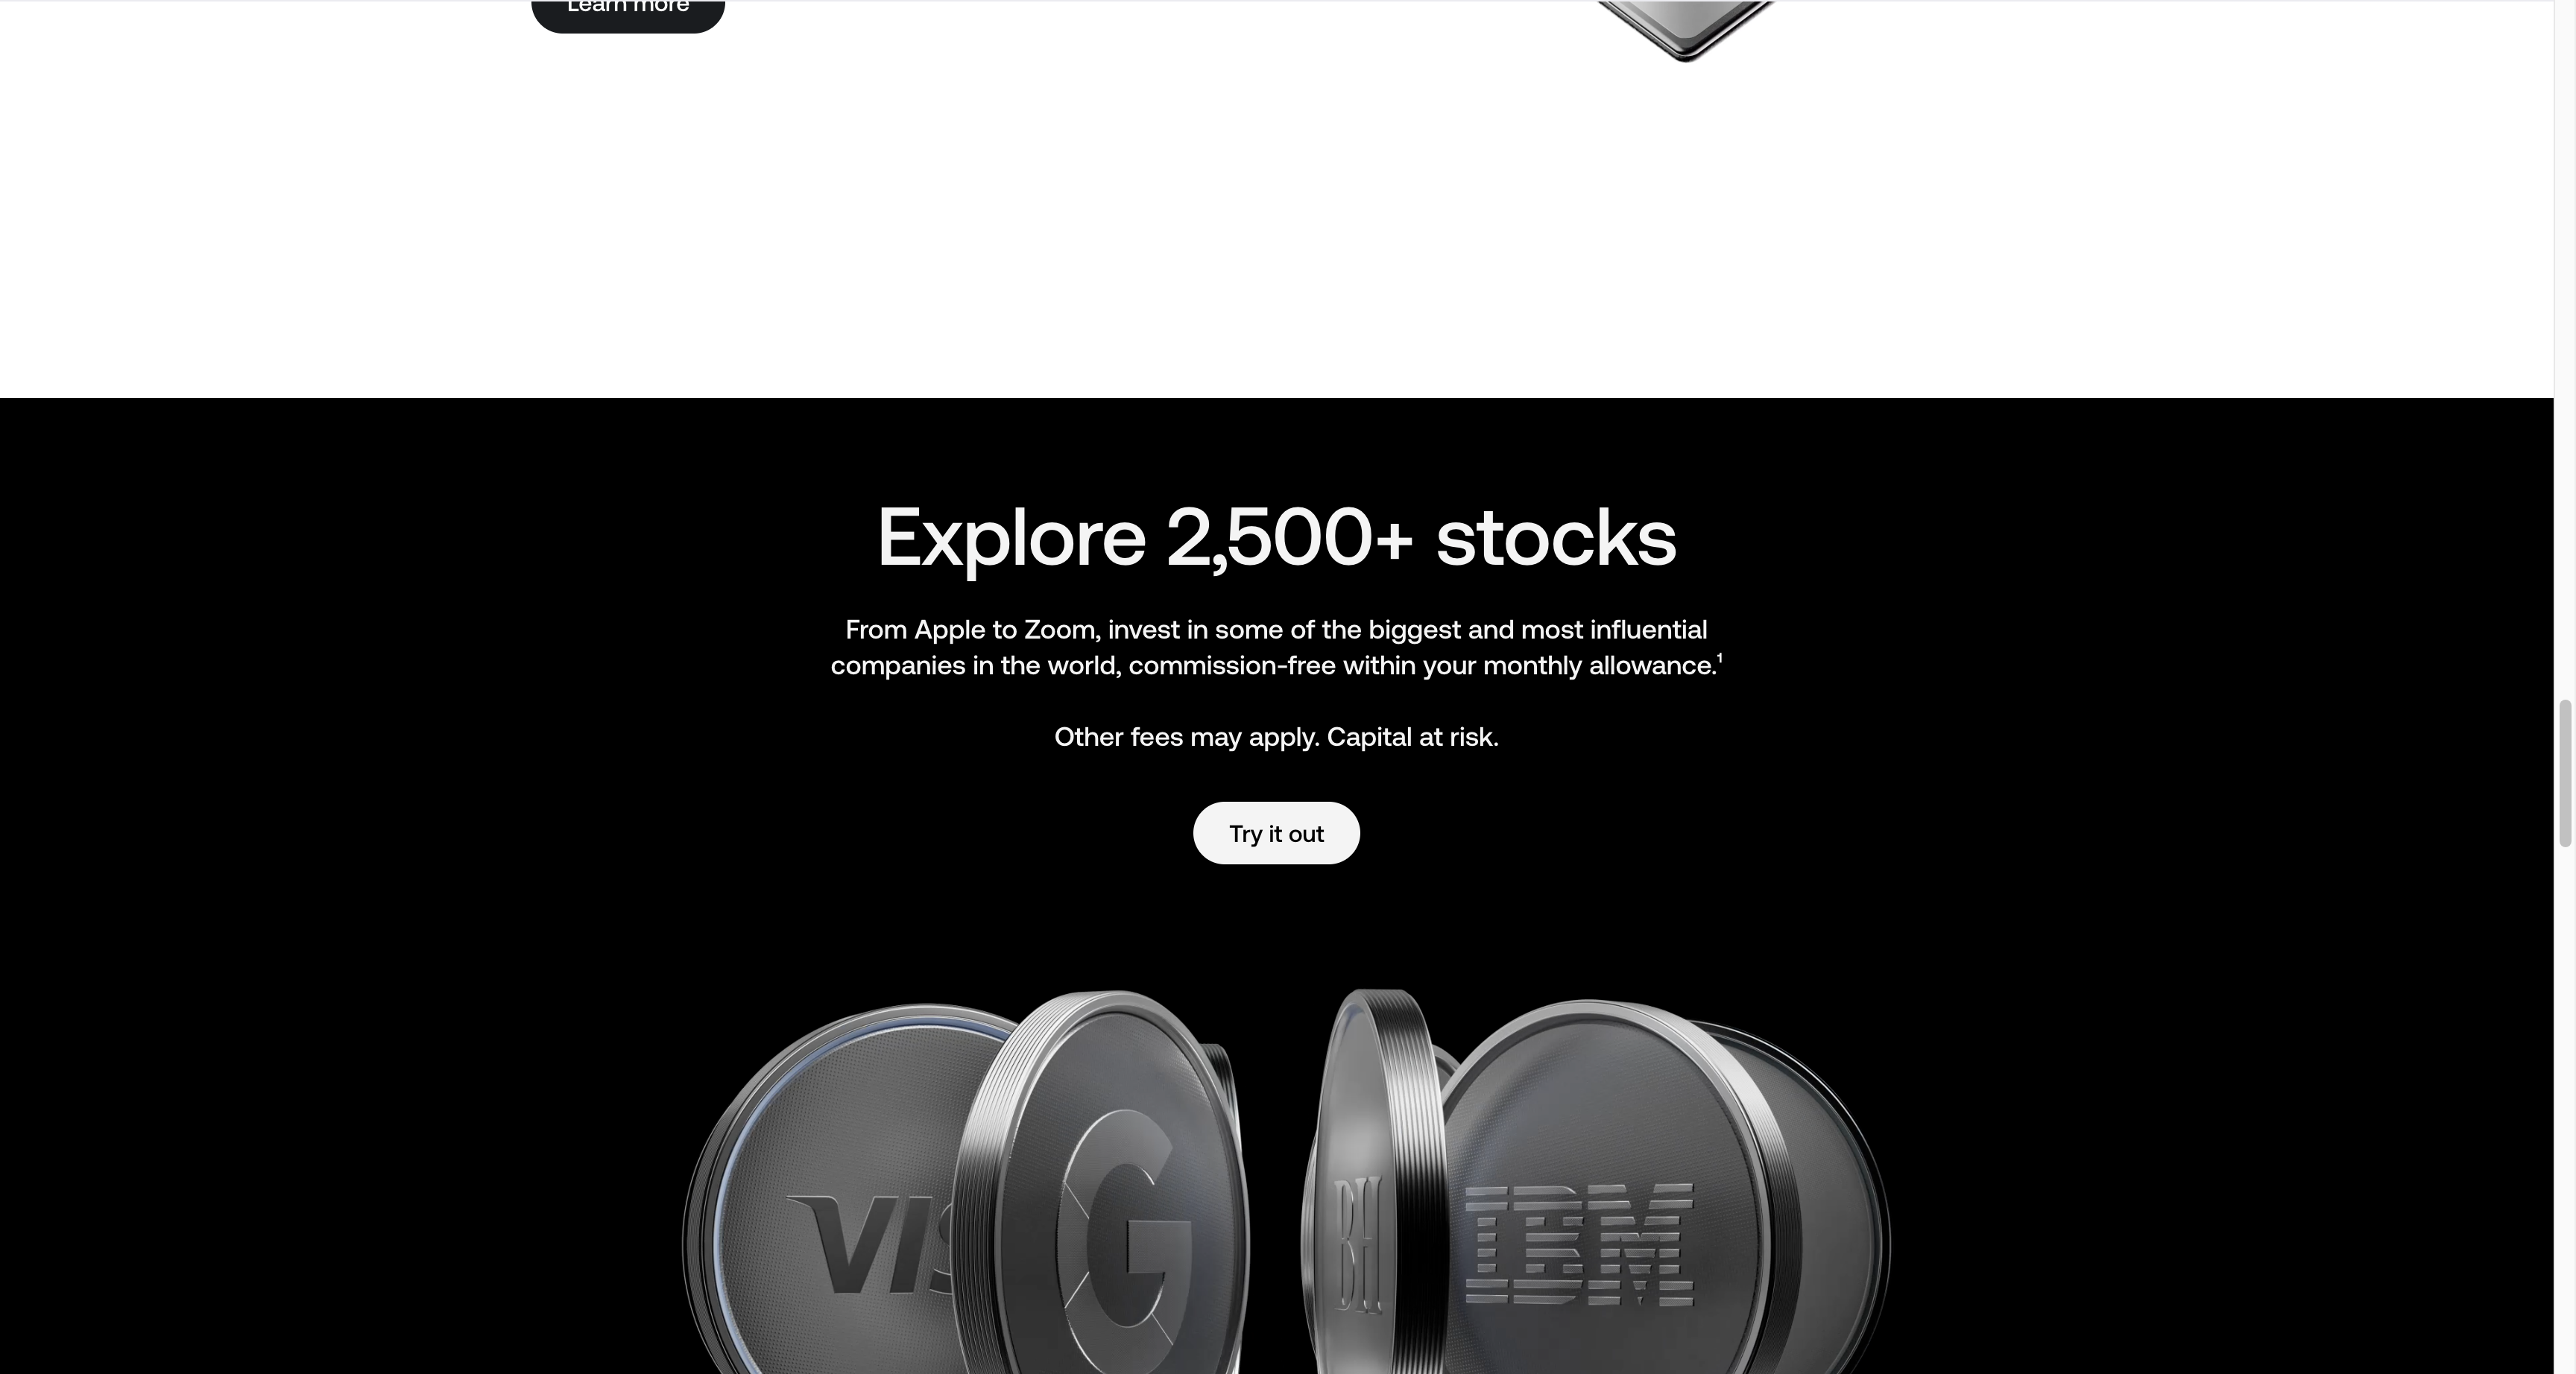 Learn more
Explore 2,500+ stocks
From Apple to Zoom, invest in some of the biggest and most influential
companies in the world, commission-free within your monthly allowance.¹
Other fees may apply. Capital at risk.
Try it out
VIS
G
BH
IBM